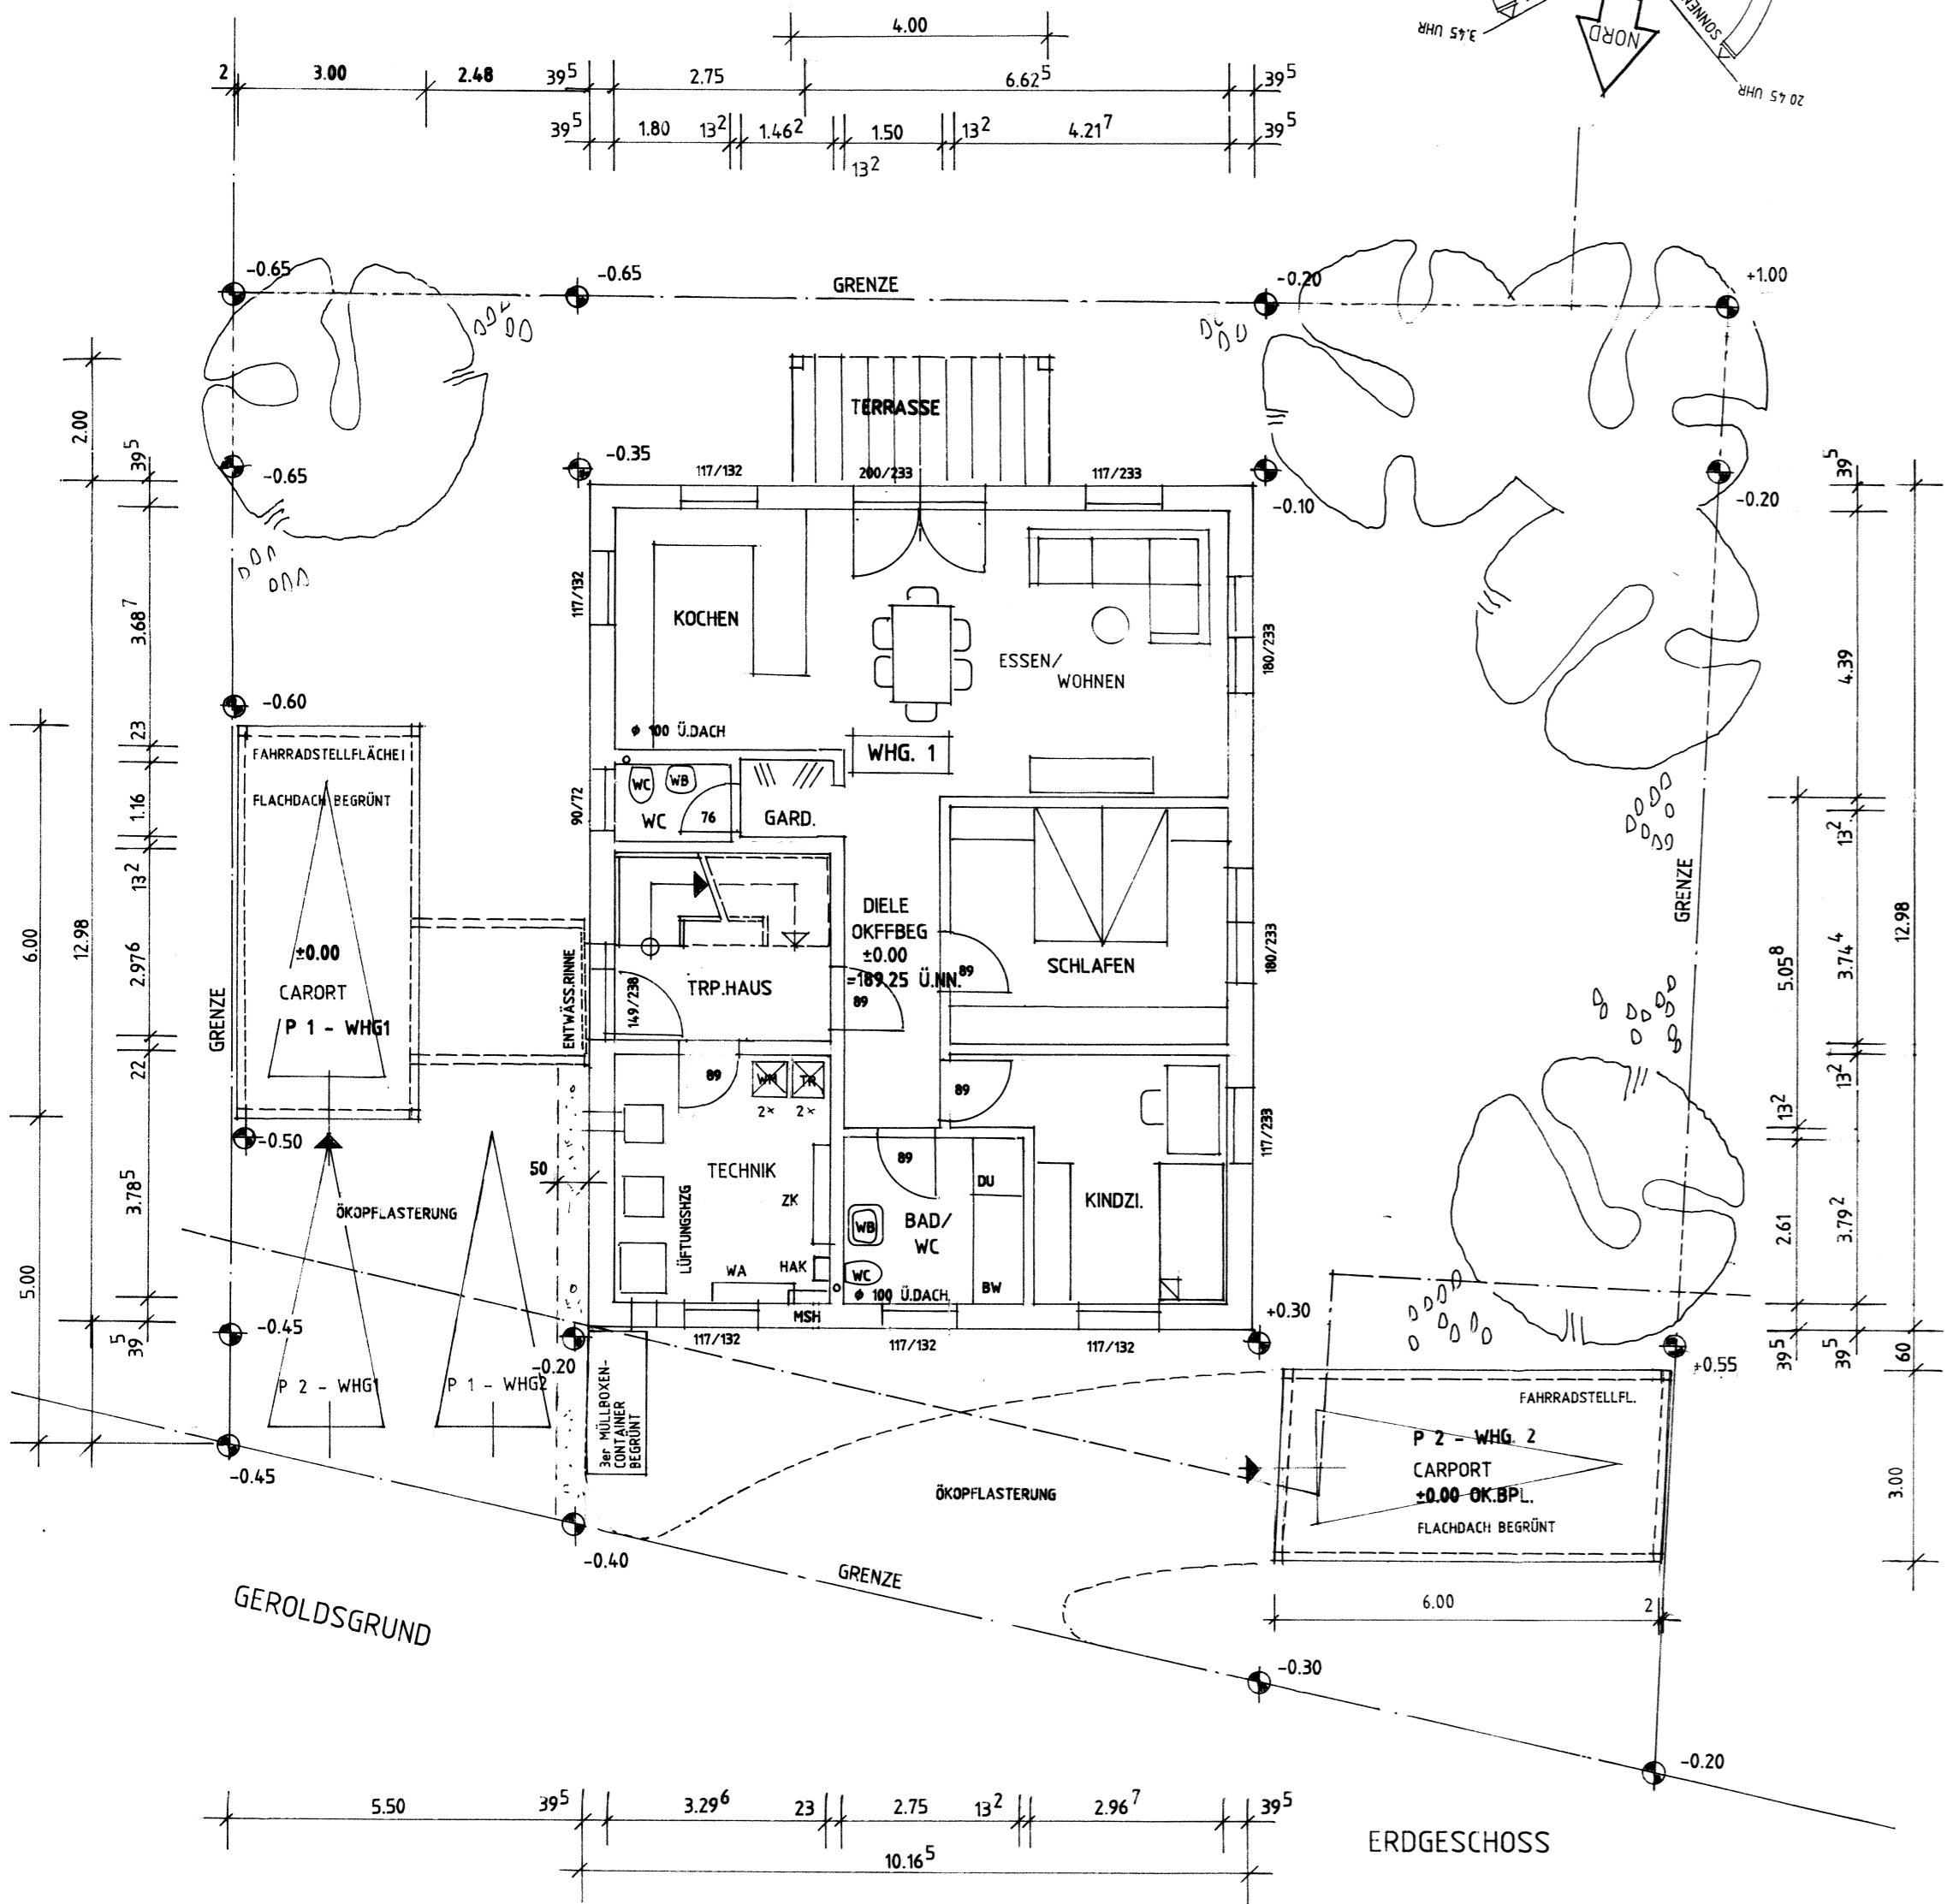 4.00
3.45 UHR
NORD
SONNEN
20 45 UHR
2
3.00
2.48
39⁵
2.75
6.62⁵
39⁵
39⁵
1.80
13²
1.46²
13²
1.50
13²
4.21⁷
39⁵
-0.65
-0.65
GRENZE
-0.20
+1.00
TERRASSE
-0.65
-0.35
117/132
200/233
117/233
-0.10
-0.20
2.00
39⁵
3.68⁷
23
1.16
13²
2.97⁶
22
3.78⁵
39⁵
12.98
6.00
5.00
117/132
KOCHEN
ESSEN/
WOHNEN
180/233
φ 100 Ü.DACH
WHG. 1
-0.60
FAHRRADSTELLFLÄCHE
FLACHDACH BEGRÜNT
±0.00
CARORT
P 1 - WHG1
GRENZE
90/72
WC
WB
WC
76
GARD.
DIELE
OKFFBEG
±0.00
=189.25 Ü.NN.
89
89
SCHLAFEN
180/233
TRP.HAUS
149/238
ENTWÄSS.RINNE
GRENZE
39⁵
4.39
13²
3.74⁴
13²
3.79²
39⁵
5.05⁸
13²
2.61
39⁵
12.98
60
3.00
89
WM
TR
2×
2×
89
117/233
-0.50
50
ÖKOPFLASTERUNG
TECHNIK
ZK
LÜFTUNGSHZG
WA
HAK
MSH
89
DU
WB
BAD/
WC
WC
BW
φ 100 Ü.DACH
KINDZI.
117/132
117/132
117/132
+0.30
-0.45
-0.20
P 2 - WHG1
P 1 - WHG2
3er MÜLLBOXEN-
CONTAINER
BEGRÜNT
+0.55
FAHRRADSTELLFL.
P 2 - WHG. 2
CARPORT
±0.00 OK.BPL.
FLACHDACH BEGRÜNT
-0.45
ÖKOPFLASTERUNG
-0.40
GRENZE
6.00
2
GEROLDSGRUND
-0.30
-0.20
5.50
39⁵
3.29⁶
23
2.75
13²
2.96⁷
39⁵
10.16⁵
ERDGESCHOSS